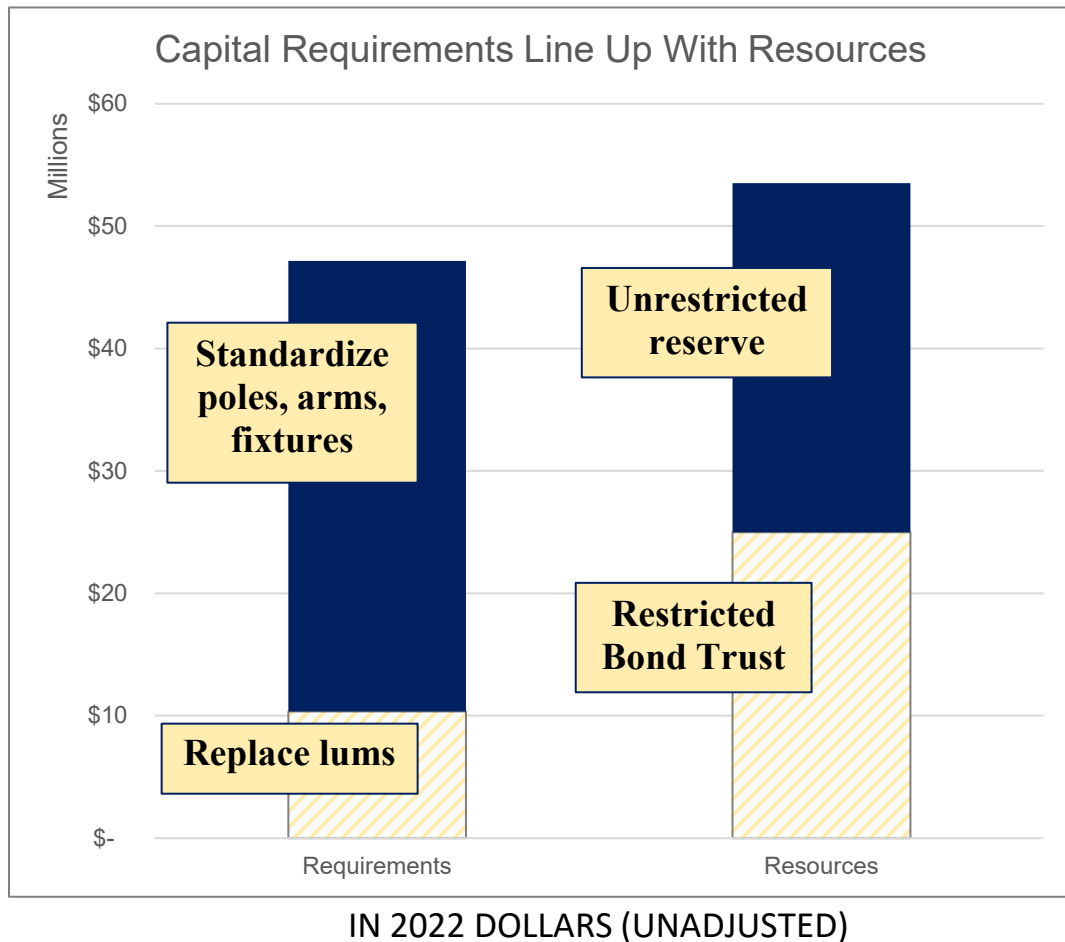 Capital Requirements Line Up With Resources
Millions
$60
$50
$40
$30
$20
$10
$-
Standardize
poles, arms,
fixtures
Replace lums
Unrestricted
reserve
Restricted
Bond Trust
Requirements
Resources
IN 2022 DOLLARS (UNADJUSTED)